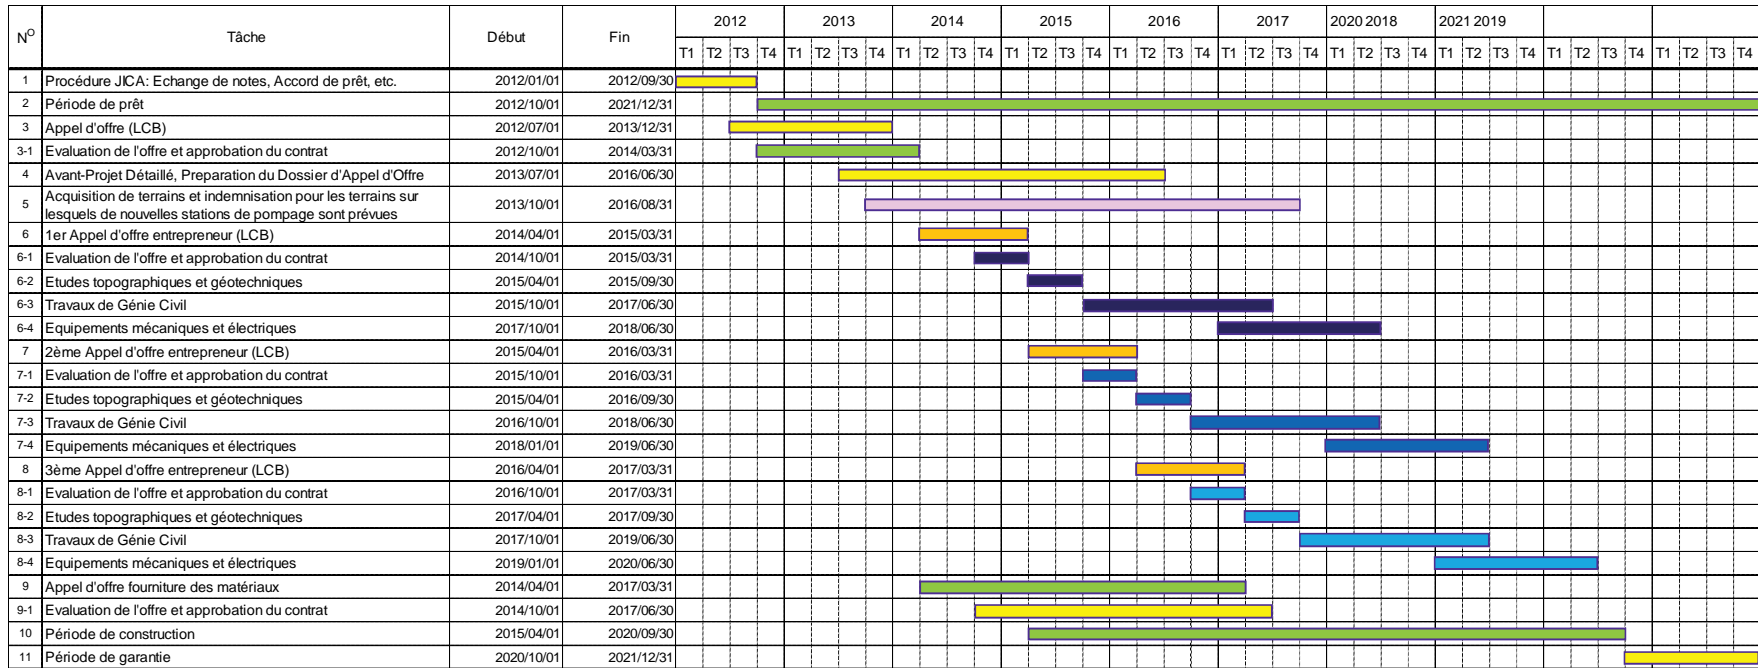 2012 2013 2014 2015 2016 2017 2020 2018 2021 2019
Nº Tâche Début Fin
T1 T2 T3 T4 T1 T2 T3 T4 T1 T2 T3 T4 T1 T2 T3 T4 T1 T2 T3 T4 T1 T2 T3 T4 T1 T2 T3 T4 T1 T2 T3 T4 T1 T2 T3 T4 T1 T2 T3 T4
1 Procédure JICA: Echange de notes, Accord de prêt, etc. 2012/01/01 2012/09/30
2 Période de prêt 2012/10/01 2021/12/31
3 Appel d'offre (LCB) 2012/07/01 2013/12/31
3-1 Evaluation de l'offre et approbation du contrat 2012/10/01 2014/03/31
4 Avant-Projet Détaillé, Preparation du Dossier d'Appel d'Offre 2013/07/01 2016/06/30
5 Acquisition de terrains et indemnisation pour les terrains sur
lesquels de nouvelles stations de pompage sont prévues 2013/10/01 2016/08/31
6 1er Appel d'offre entrepreneur (LCB) 2014/04/01 2015/03/31
6-1 Evaluation de l'offre et approbation du contrat 2014/10/01 2015/03/31
6-2 Etudes topographiques et géotechniques 2015/04/01 2015/09/30
6-3 Travaux de Génie Civil 2015/10/01 2017/06/30
6-4 Equipements mécaniques et électriques 2017/10/01 2018/06/30
7 2ème Appel d'offre entrepreneur (LCB) 2015/04/01 2016/03/31
7-1 Evaluation de l'offre et approbation du contrat 2015/10/01 2016/03/31
7-2 Etudes topographiques et géotechniques 2015/04/01 2016/09/30
7-3 Travaux de Génie Civil 2016/10/01 2018/06/30
7-4 Equipements mécaniques et électriques 2018/01/01 2019/06/30
8 3ème Appel d'offre entrepreneur (LCB) 2016/04/01 2017/03/31
8-1 Evaluation de l'offre et approbation du contrat 2016/10/01 2017/03/31
8-2 Etudes topographiques et géotechniques 2017/04/01 2017/09/30
8-3 Travaux de Génie Civil 2017/10/01 2019/06/30
8-4 Equipements mécaniques et électriques 2019/01/01 2020/06/30
9 Appel d'offre fourniture des matériaux 2014/04/01 2017/03/31
9-1 Evaluation de l'offre et approbation du contrat 2014/10/01 2017/06/30
10 Période de construction 2015/04/01 2020/09/30
11 Période de garantie 2020/10/01 2021/12/31